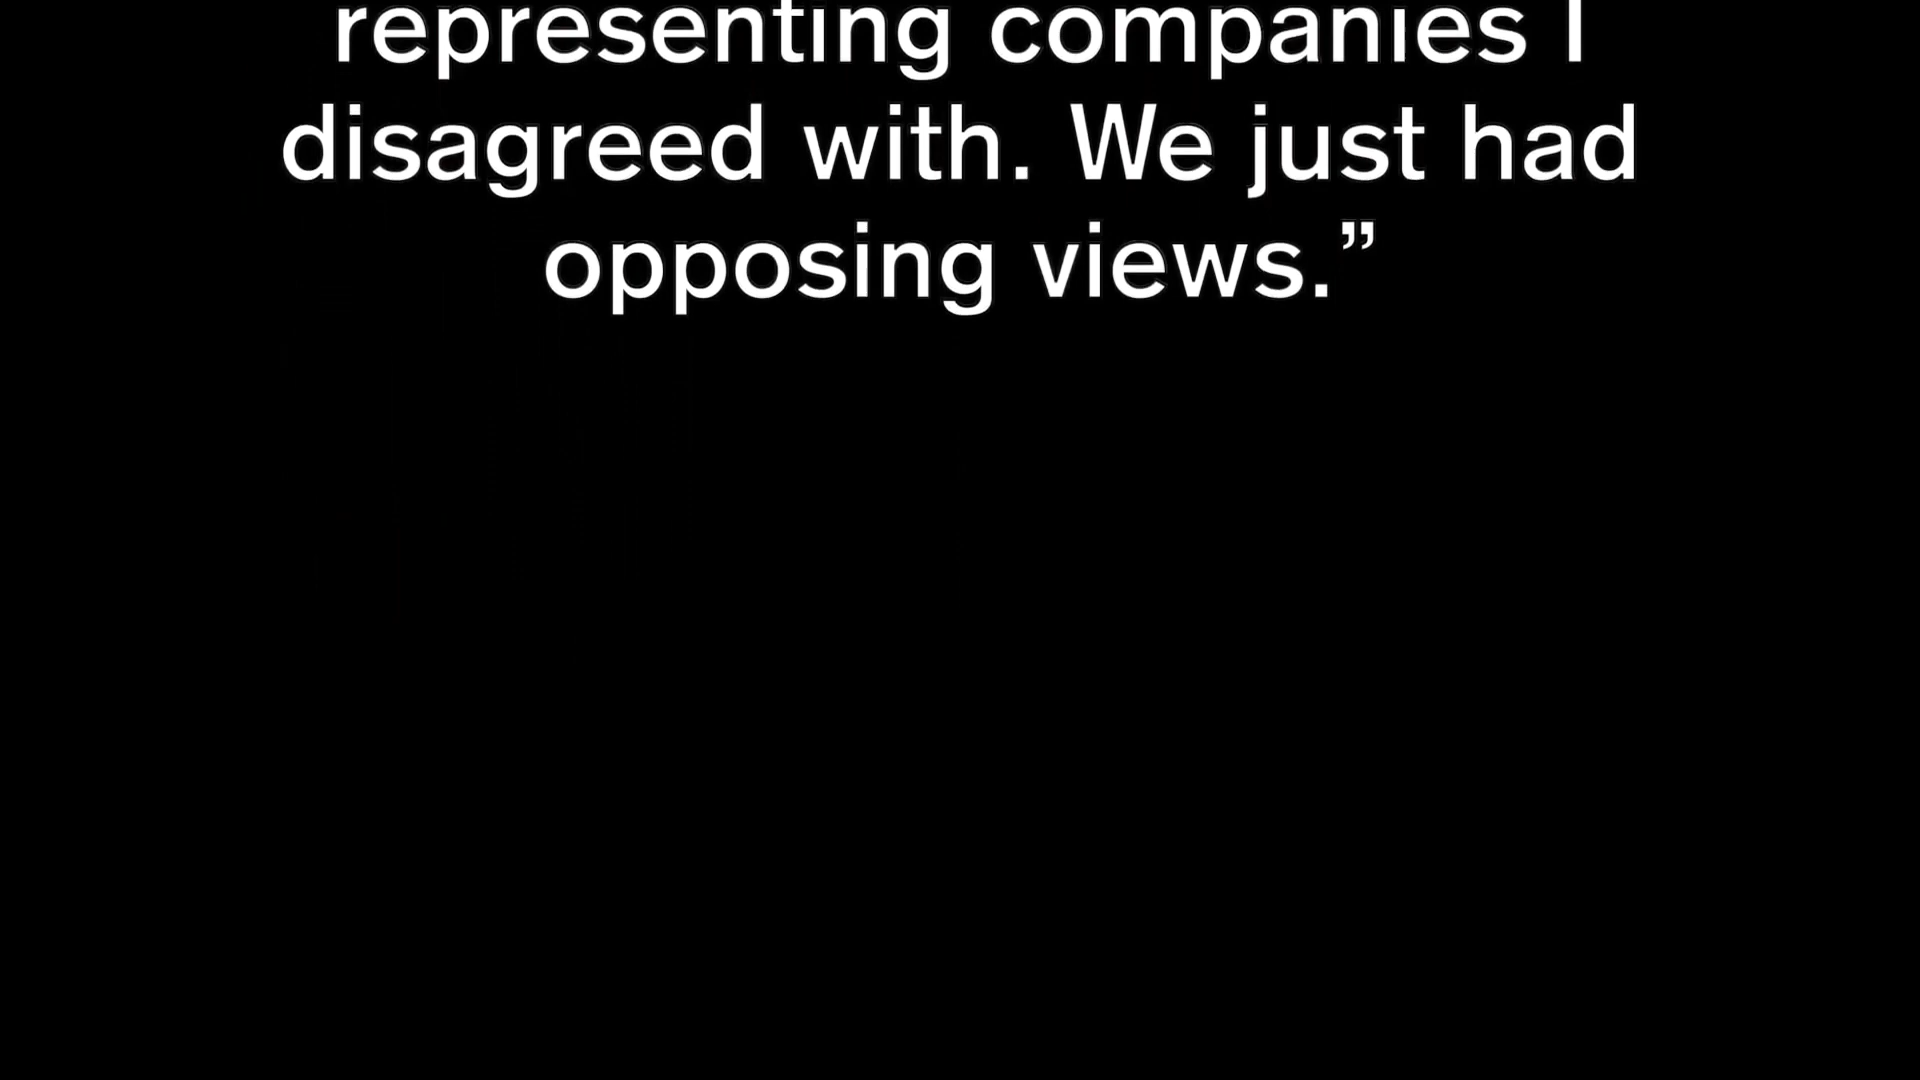 representing companies I
disagreed with. We just had
opposing views.”